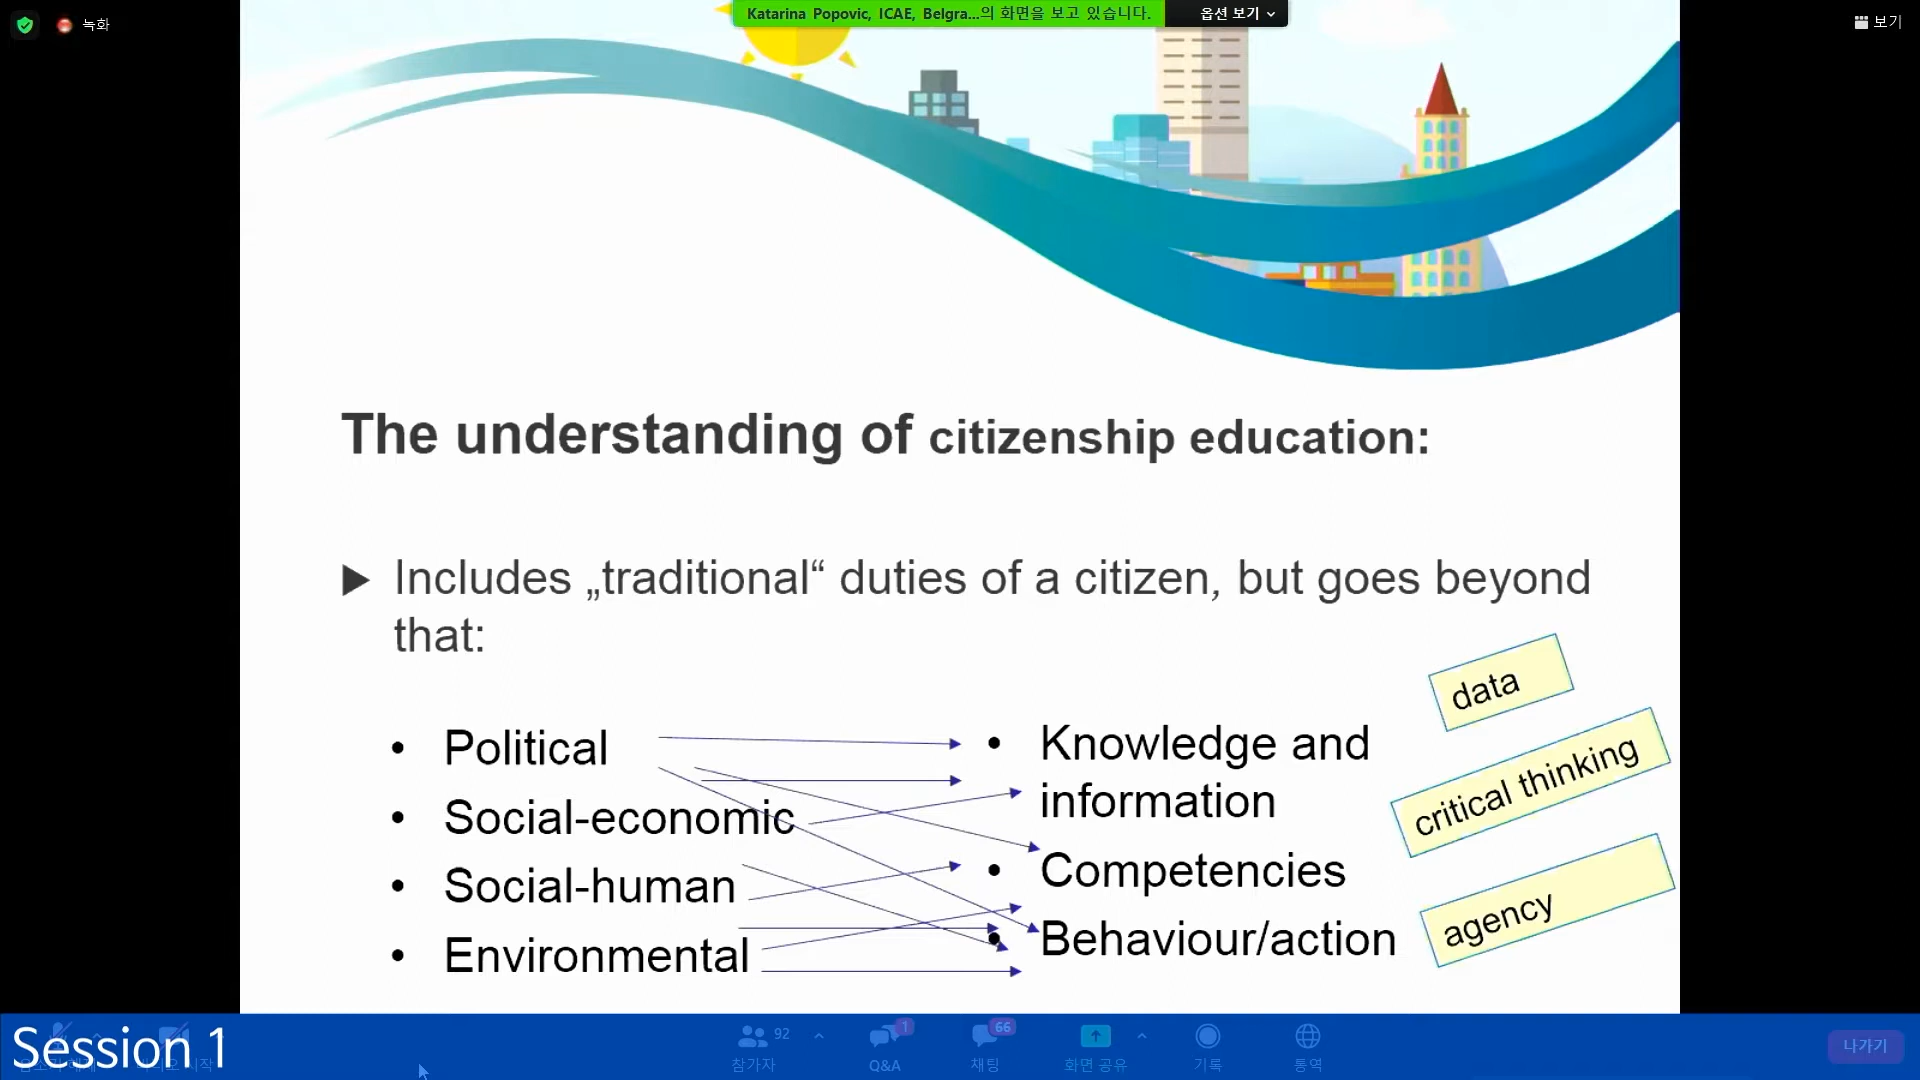 녹화
Katarina Popovic, ICAE, Belgra...의 화면을 보고 있습니다.
옵션 보기
보기
The understanding of citizenship education:
Includes „traditional“ duties of a citizen, but goes beyond
that:
data
critical thinking
agency
• Political
• Social-economic
• Social-human
• Environmental
• Knowledge and
information
• Competencies
• Behaviour/action
Session 1
92
참가자
1
Q&A
66
채팅
화면 공유
기록
통역
나가기